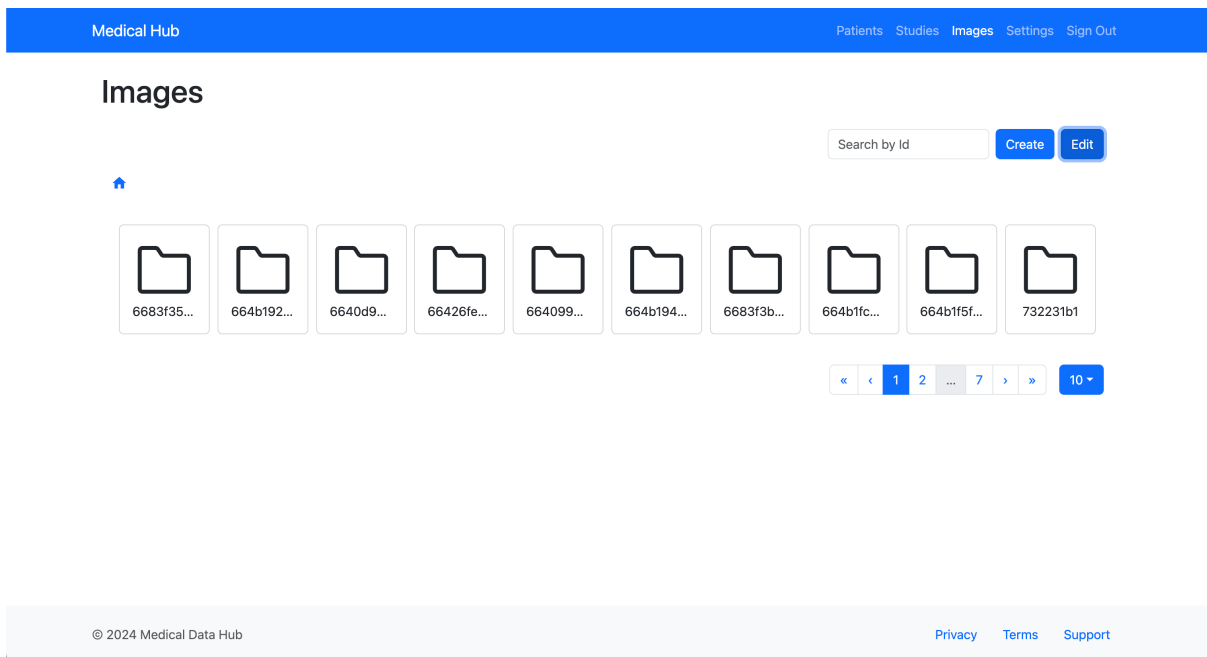 Medical Hub Patients Studies Images Settings Sign Out
Images
Search by Id Create Edit
6683f35... 664b192... 6640d9... 66426fe... 664099... 664b194... 6683f3b... 664b1fc... 664b1f5f... 732231b1
« ‹ 1 2 ... 7 › » 10
© 2024 Medical Data Hub Privacy Terms Support